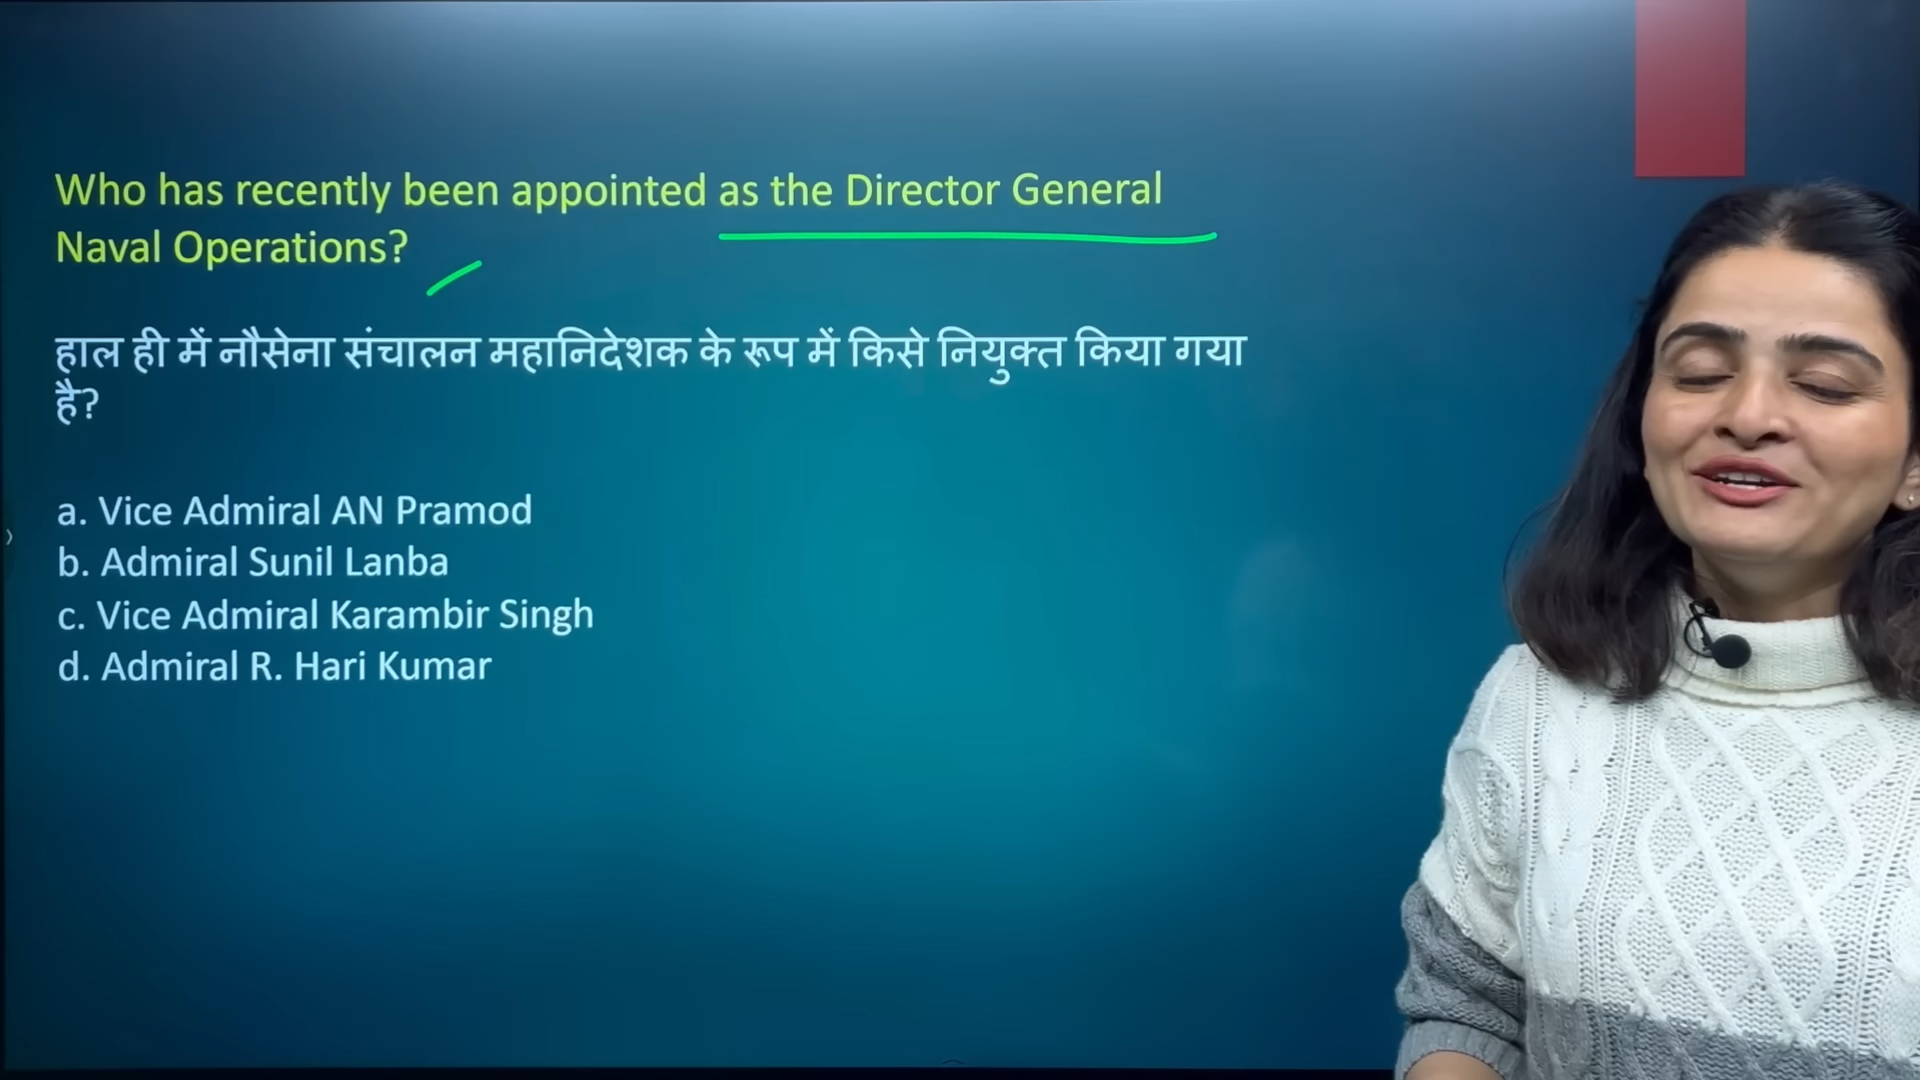 Who has recently been appointed as the Director General
Naval Operations?
हाल ही में नौसेना संचालन महानिदेशक के रूप में किसे नियुक्त किया गया
है?
a. Vice Admiral AN Pramod
b. Admiral Sunil Lanba
c. Vice Admiral Karambir Singh
d. Admiral R. Hari Kumar